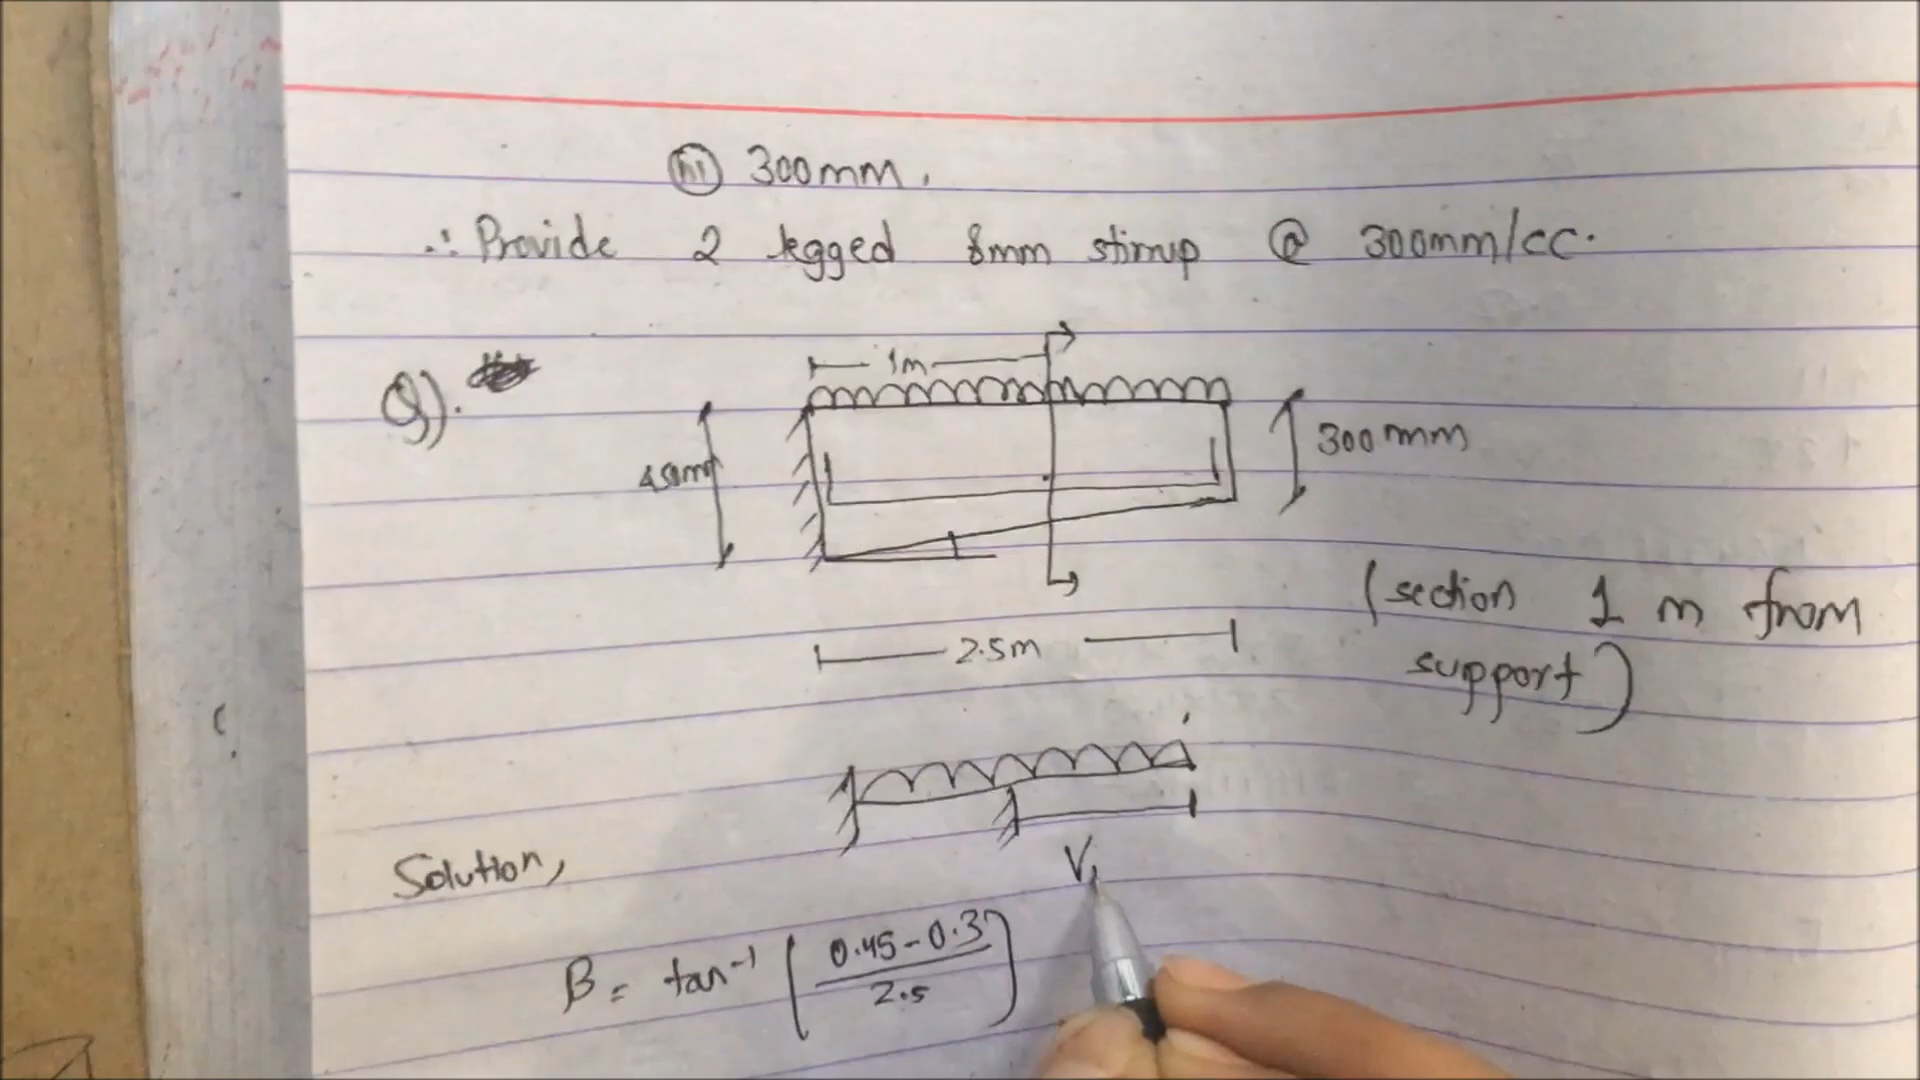 (iii) 300mm.
∴ Provide 2 legged 8mm stirrup @ 300mm/cc.
1m
Q).
450mm
300mm
(section 1 m from
support)
2.5m
Solution,
V
β = tan⁻¹ (0.45-0.3 / 2.5)